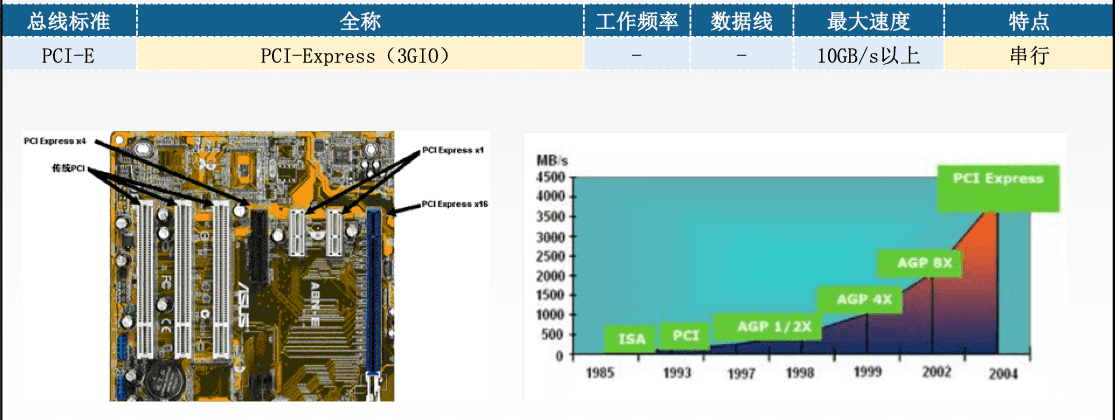 总线标准 全称 工作频率 数据线 最大速度 特点
PCI-E PCI-Express（3GIO） - - 10GB/s以上 串行
PCI Express x4
传统PCI
PCI Express x1
PCI Express x16
ASUS
A8N-E
MB/s
4500
4000
3500
3000
2500
2000
1500
1000
500
0
PCI Express
AGP 8X
AGP 4X
AGP 1/2X
PCI
ISA
1985 1993 1997 1998 1999 2002 2004